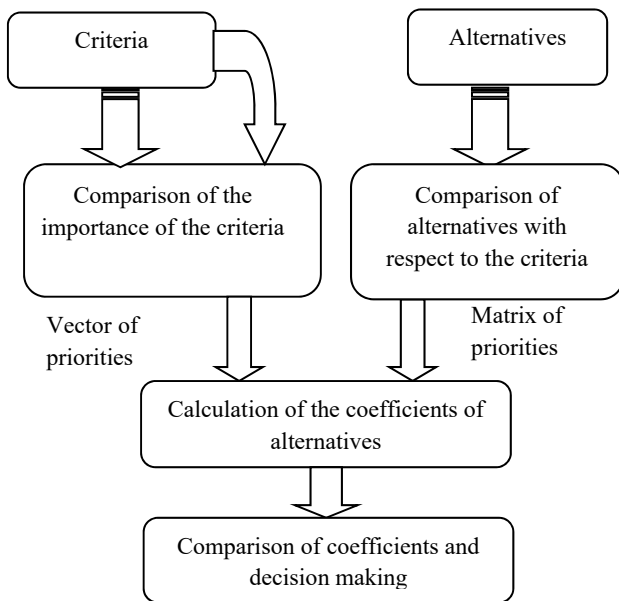 Criteria
Alternatives
Comparison of the
importance of the criteria
Comparison of
alternatives with
respect to the criteria
Vector of
priorities
Matrix of
priorities
Calculation of the coefficients of
alternatives
Comparison of coefficients and
decision making